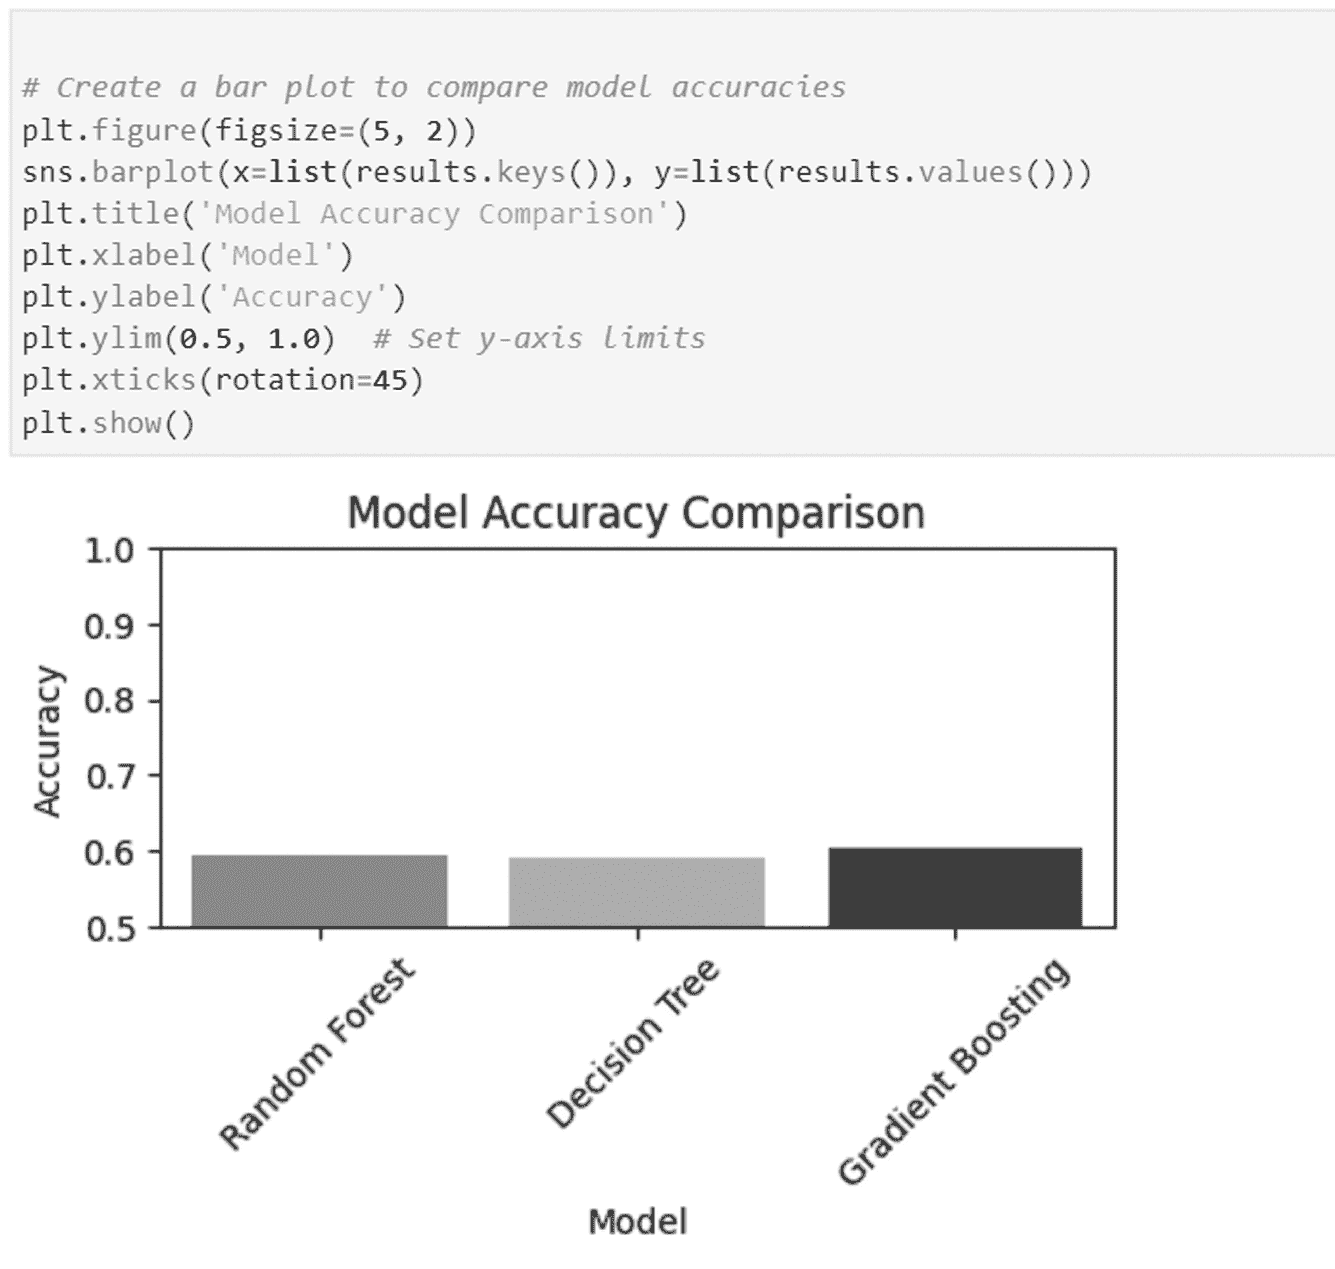 # Create a bar plot to compare model accuracies
plt.figure(figsize=(5, 2))
sns.barplot(x=list(results.keys()), y=list(results.values()))
plt.title('Model Accuracy Comparison')
plt.xlabel('Model')
plt.ylabel('Accuracy')
plt.ylim(0.5, 1.0)  # Set y-axis limits
plt.xticks(rotation=45)
plt.show()
Model Accuracy Comparison
1.0
0.9
0.8
0.7
0.6
0.5
Accuracy
Random Forest
Decision Tree
Gradient Boosting
Model